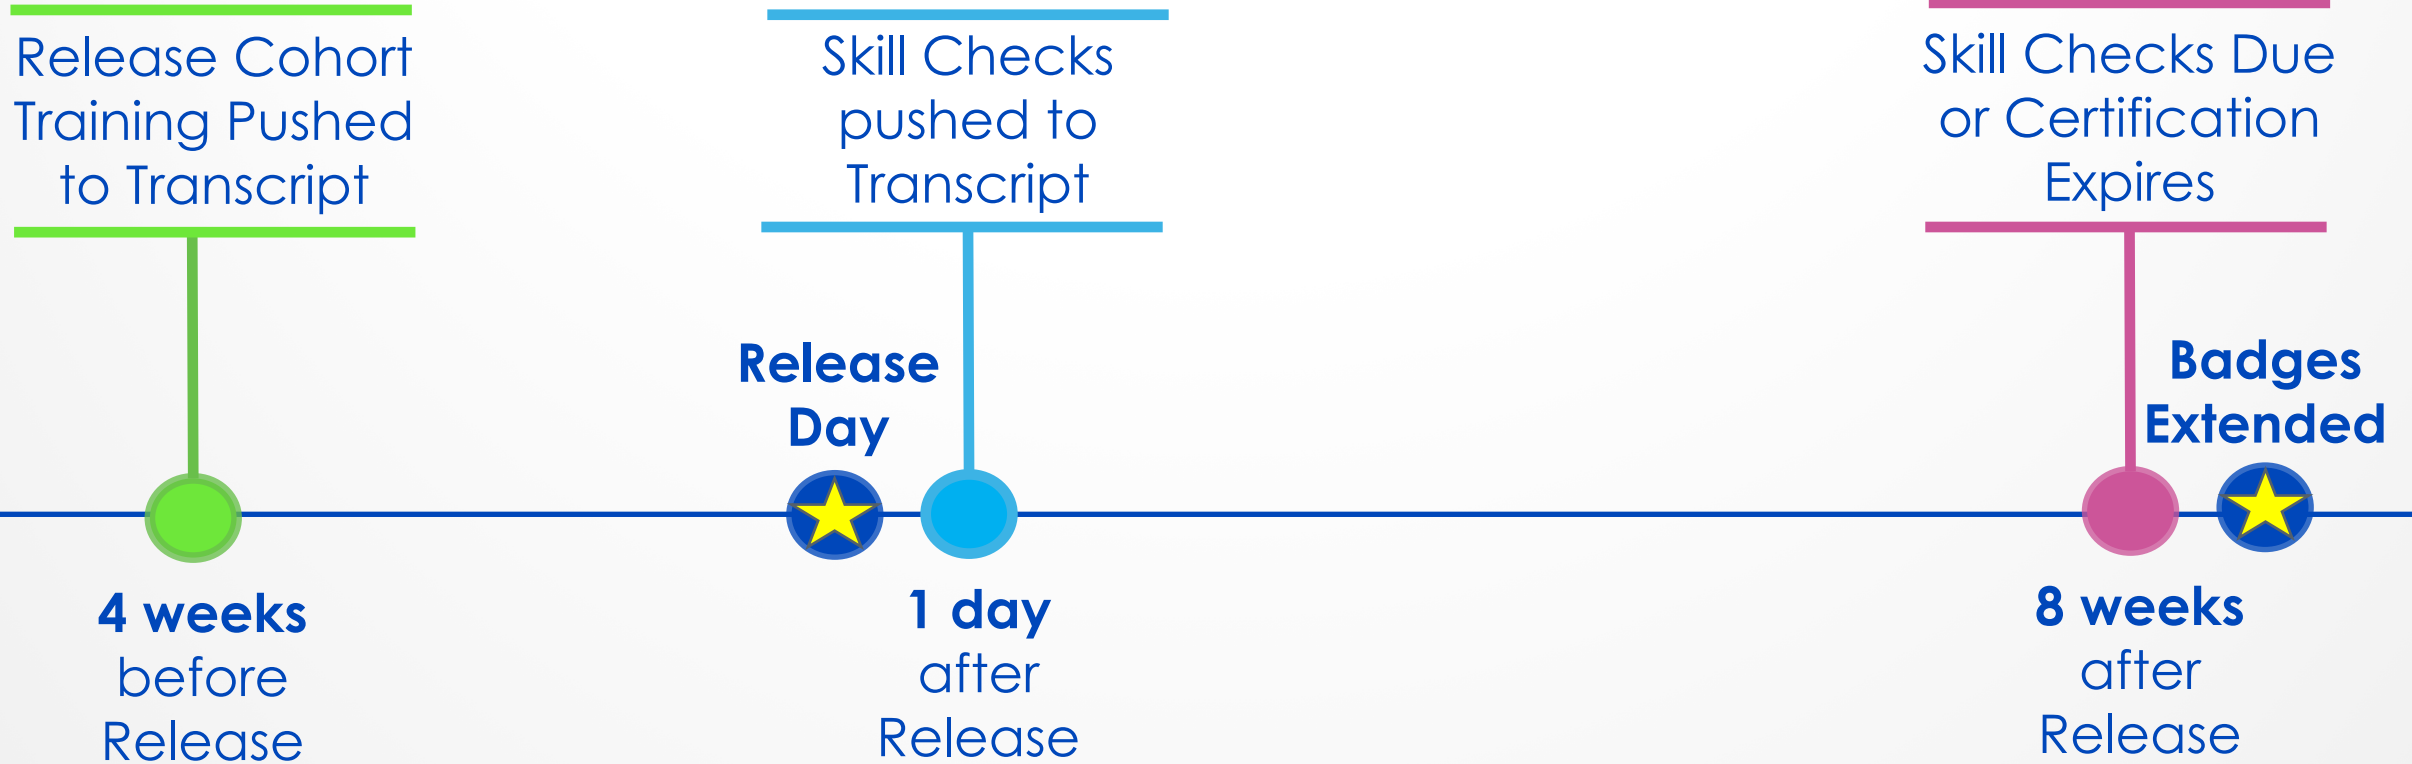 Release Cohort
Training Pushed
to Transcript
Skill Checks
pushed to
Transcript
Skill Checks Due
or Certification
Expires
Release
Day
Badges
Extended
4 weeks
before
Release
1 day
after
Release
8 weeks
after
Release